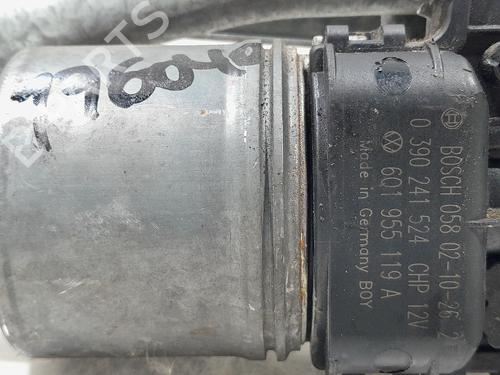 BOSCH 058 02-10-26 2
0 390 241 524 CHP 12V
6Q1 955 119 A
Made in Germany BOY